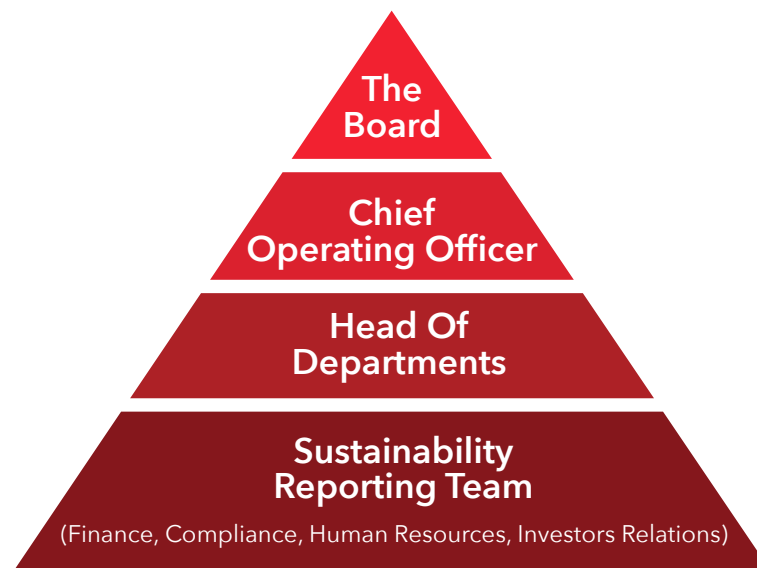 The
Board
Chief
Operating Officer
Head Of
Departments
Sustainability
Reporting Team
(Finance, Compliance, Human Resources, Investors Relations)